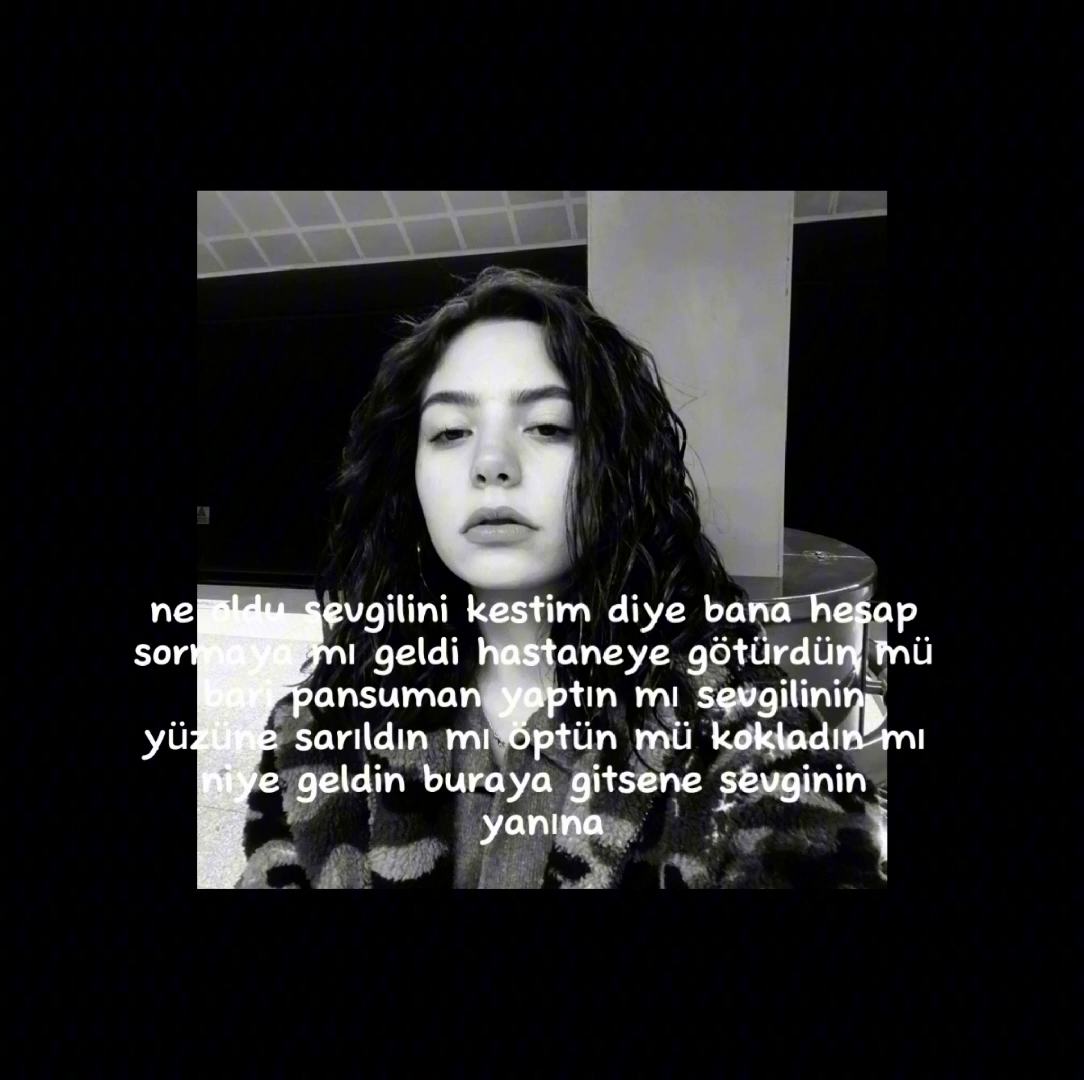 ne oldu sevgilini kestim diye bana hesap
sormaya mı geldi hastaneye götürdün mü
bari pansuman yaptın mı sevgilinin
yüzüne sarıldın mı öptün mü kokladın mı
niye geldin buraya gitsene sevginin
yanına